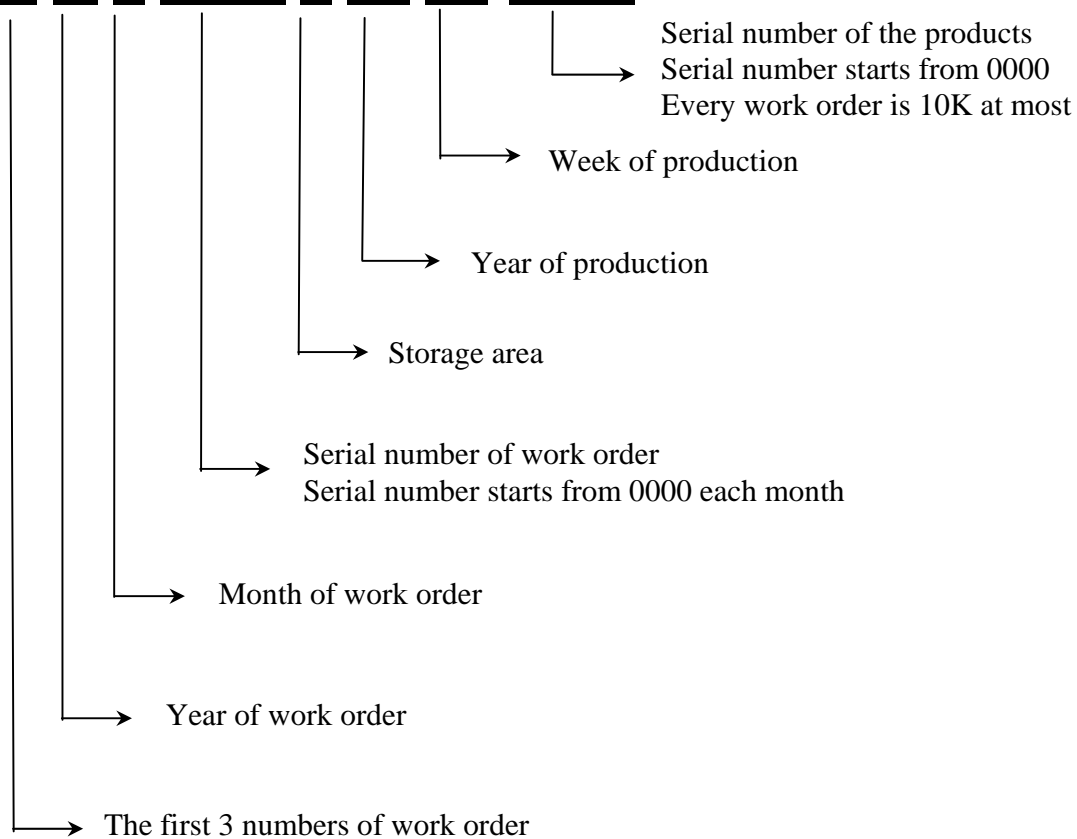 Serial number of the products
Serial number starts from 0000
Every work order is 10K at most
Week of production
Year of production
Storage area
Serial number of work order
Serial number starts from 0000 each month
Month of work order
Year of work order
The first 3 numbers of work order